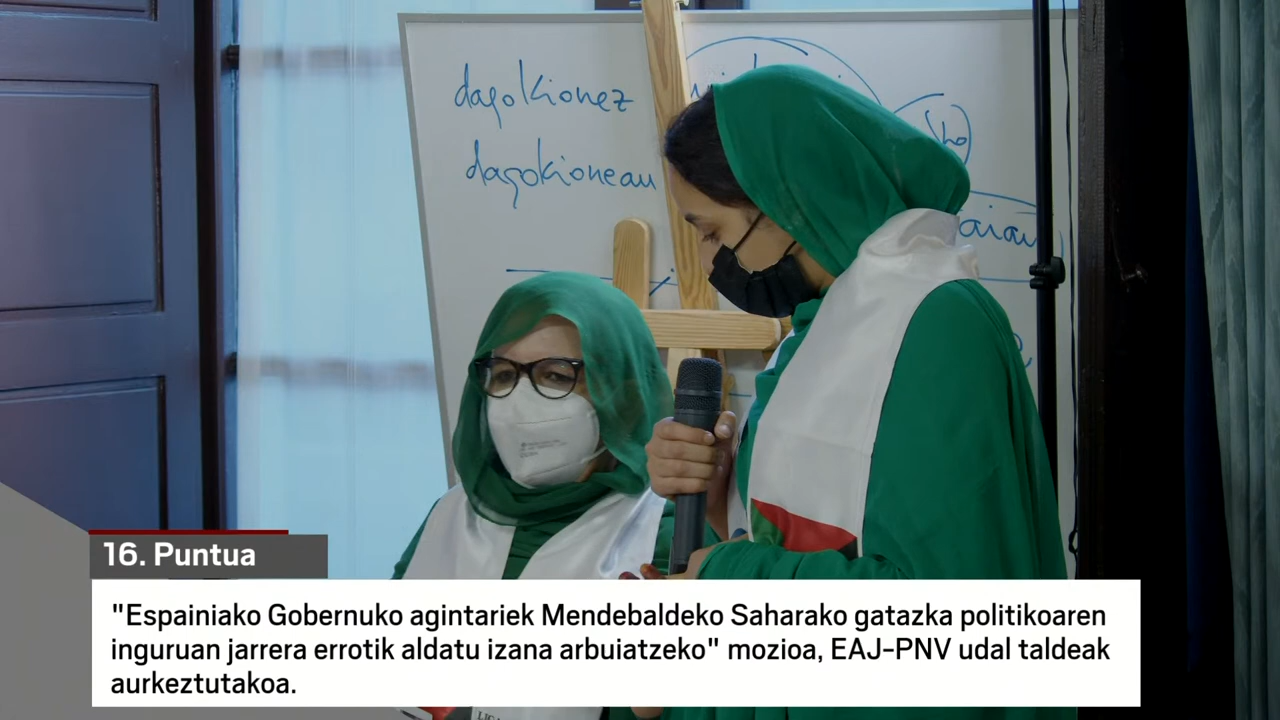 dagokionez
dagokionean
16. Puntua
"Espainiako Gobernuko agintariek Mendebaldeko Saharako gatazka politikoaren
inguruan jarrera errotik aldatu izana arbuiatzeko" mozioa, EAJ-PNV udal taldeak
aurkeztutakoa.